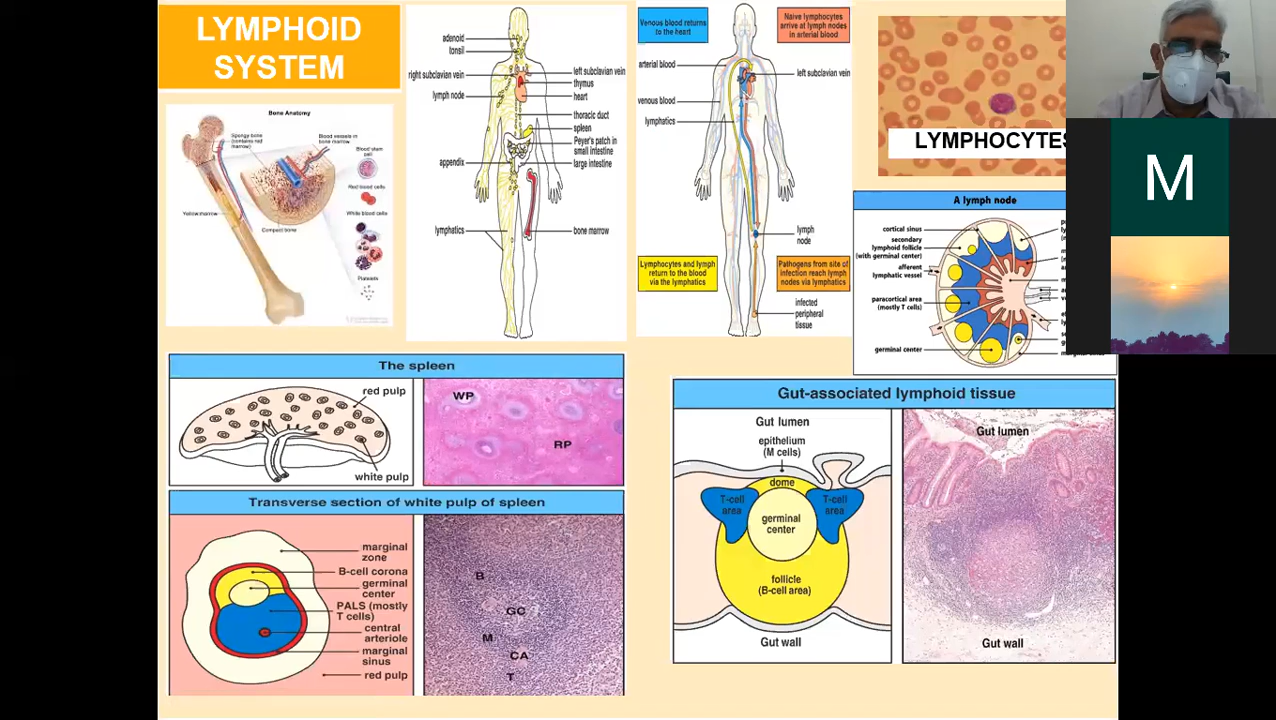 LYMPHOID
SYSTEM
Bone Anatomy
Spongy bone
(contains red
marrow)
Blood vessels in
bone marrow
Blood stem
cell
Red blood cells
White blood cells
Platelets
Yellow marrow
Compact bone
adenoid
tonsil
right subclavian vein
lymph node
appendix
lymphatics
left subclavian vein
thymus
heart
thoracic duct
spleen
Peyer's patch in
small intestine
large intestine
bone marrow
Venous blood returns
to the heart
Naive lymphocytes
arrive at lymph nodes
in arterial blood
arterial blood
venous blood
lymphatics
left subclavian vein
lymph
node
Lymphocytes and lymph
return to the blood
via the lymphatics
Pathogens from site of
infection reach lymph
nodes via lymphatics
infected
peripheral
tissue
LYMPHOCYTES
M
A lymph node
cortical sinus
secondary
lymphoid follicle
(with germinal center)
afferent
lymphatic vessel
paracortical area
(mostly T cells)
germinal center
The spleen
red pulp
white pulp
WP
RP
Transverse section of white pulp of spleen
marginal
zone
B-cell corona
germinal
center
PALS (mostly
T cells)
central
arteriole
marginal
sinus
red pulp
B
GC
M
CA
T
Gut-associated lymphoid tissue
Gut lumen
epithelium
(M cells)
dome
T-cell
area
T-cell
area
germinal
center
follicle
(B-cell area)
Gut wall
Gut lumen
Gut wall